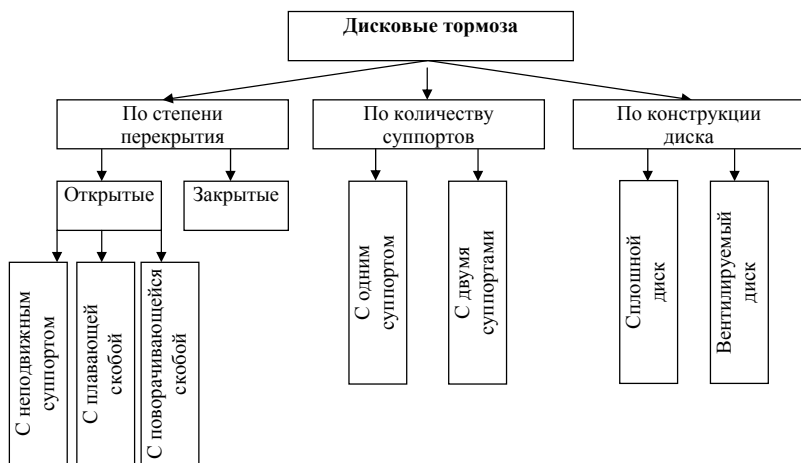 Дисковые тормоза
По степени
перекрытия
По количеству
суппортов
По конструкции
диска
Открытые
Закрытые
С неподвижным
суппортом
С плавающей
скобой
С поворачивающейся
скобой
С одним
суппортом
С двумя
суппортами
Сплошной
диск
Вентилируемый
диск